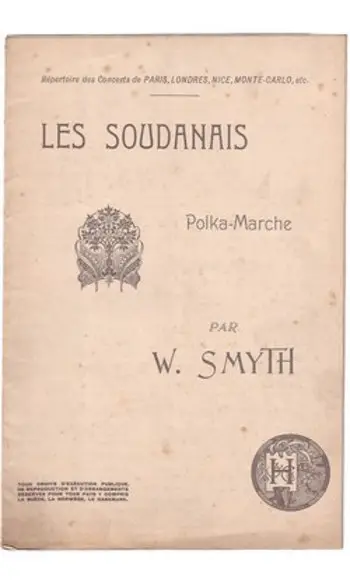 Répertoire des Concerts de PARIS, LONDRES, NICE, MONTE-CARLO, etc.
LES SOUDANAIS
Polka-Marche
PAR
W. SMYTH
TOUS DROITS D'EXÉCUTION PUBLIQUE,
DE REPRODUCTION ET D'ARRANGEMENTS
RÉSERVÉS POUR TOUS PAYS Y COMPRIS
LA SUÈDE, LA NORWÈGE, LE DANEMARK.